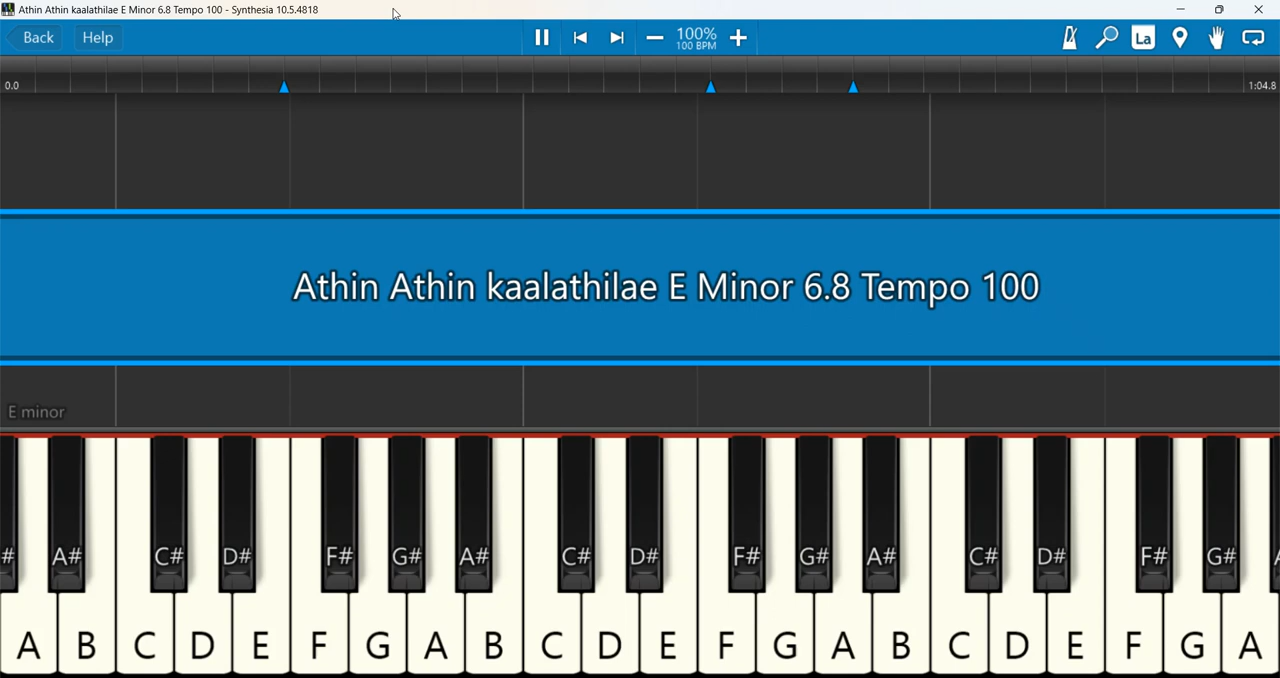 Athin Athin kaalathilae E Minor 6.8 Tempo 100 - Synthesia 10.5.4818
Back Help 100% La
100 BPM
0.0 1:04.8
Athin Athin kaalathilae E Minor 6.8 Tempo 100
E minor
# A# C# D# F# G# A# C# D# F# G# A# C# D# F# G#
A B C D E F G A B C D E F G A B C D E F G A